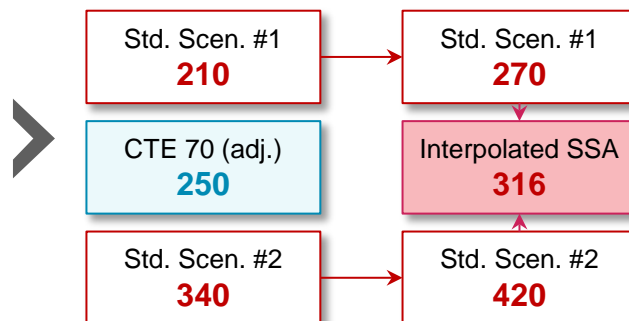 Std. Scen. #1
210
Std. Scen. #1
270
CTE 70 (adj.)
250
Interpolated SSA
316
Std. Scen. #2
340
Std. Scen. #2
420